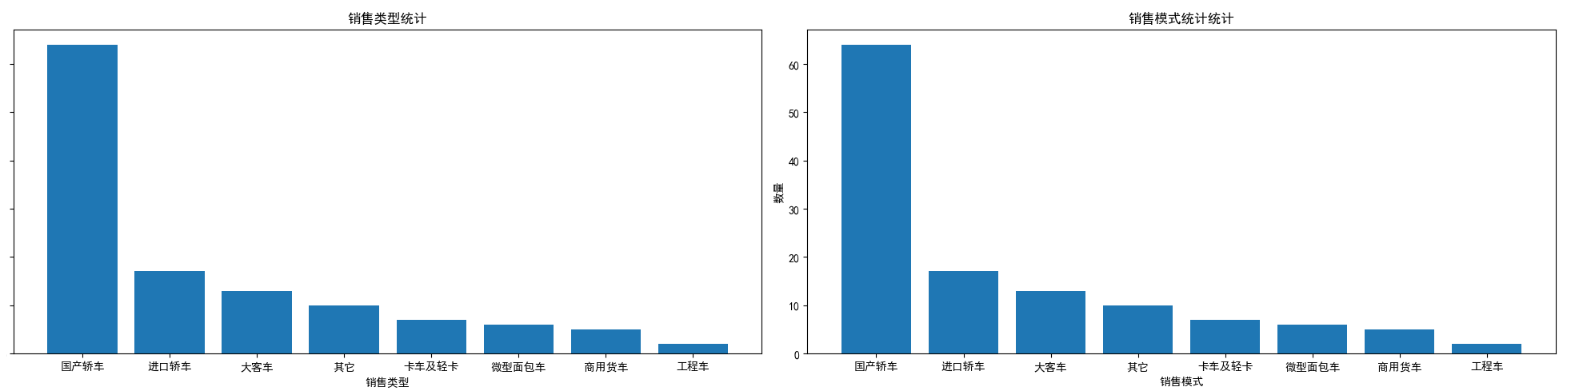 销售类型统计
国产轿车 进口轿车 大客车 其它 卡车及轻卡 微型面包车 商用货车 工程车
销售类型
销售模式统计统计
数量
60
50
40
30
20
10
0
国产轿车 进口轿车 大客车 其它 卡车及轻卡 微型面包车 商用货车 工程车
销售模式